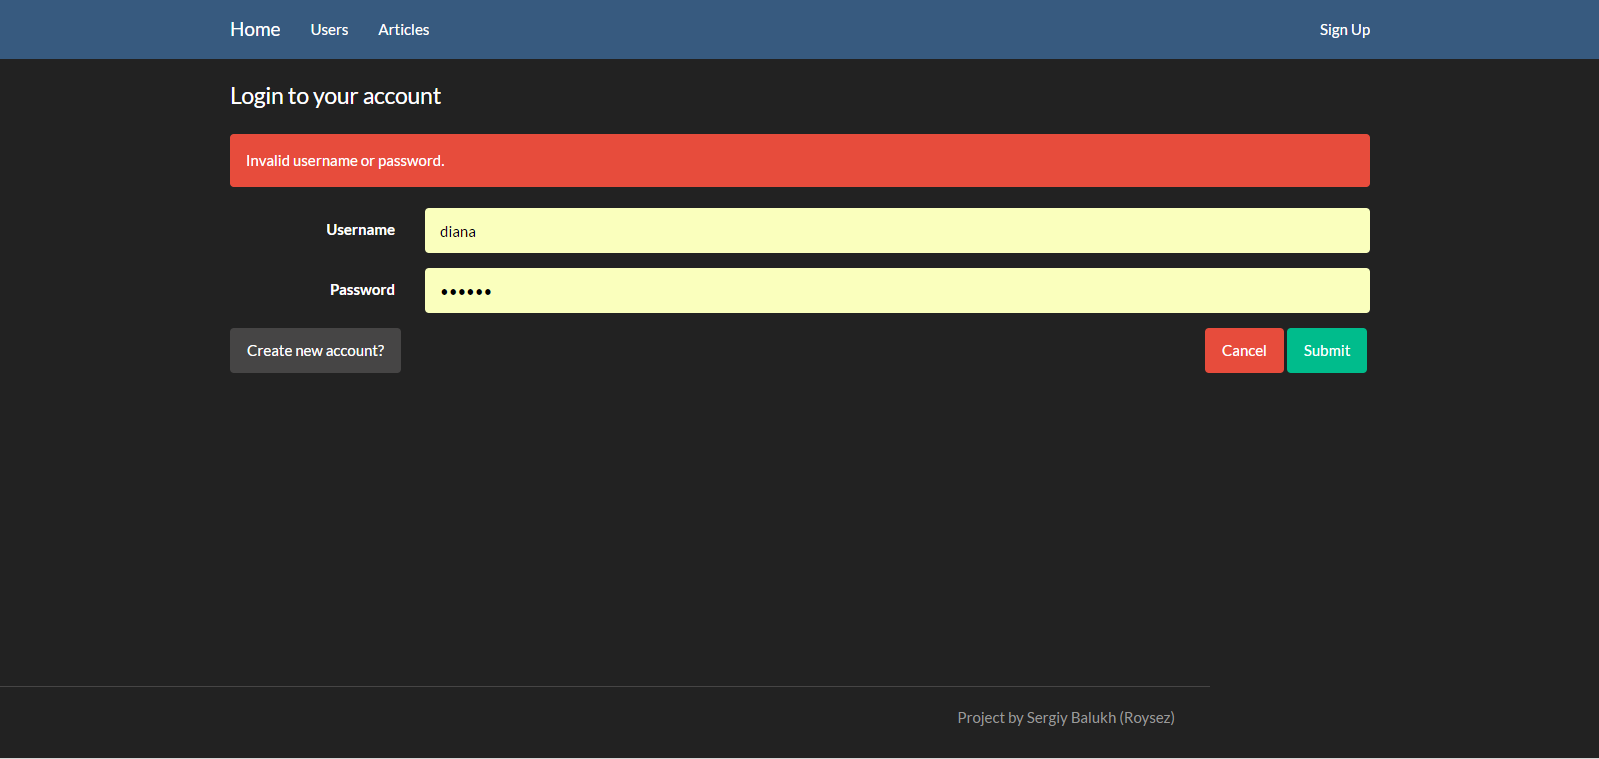 Home Users Articles Sign Up
Login to your account
Invalid username or password.
Username diana
Password ••••••
Create new account? Cancel Submit
Project by Sergiy Balukh (Roysez)